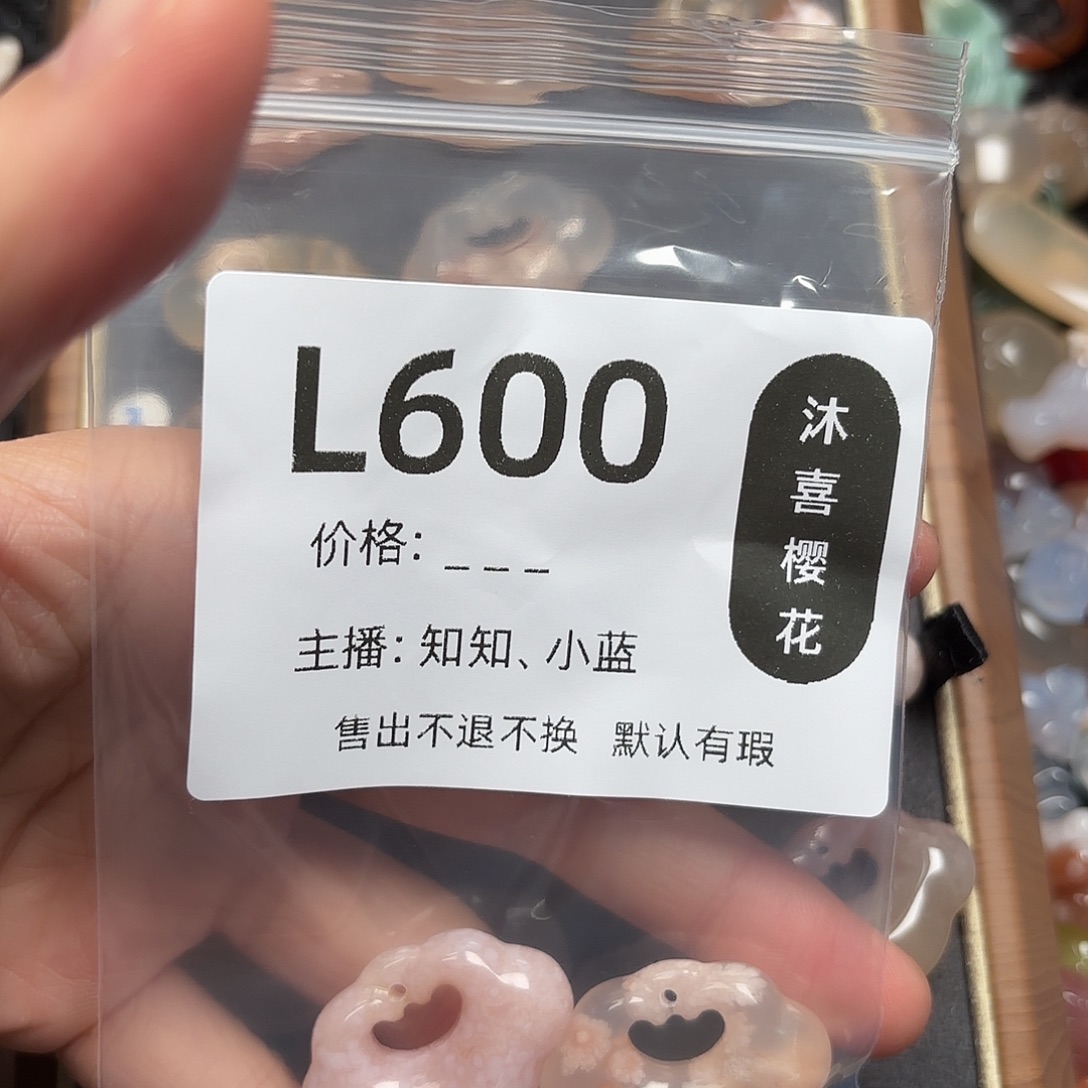 L600
沐喜樱花
价格: _ _ _
主播: 知知、小蓝
售出不退不换 默认有瑕